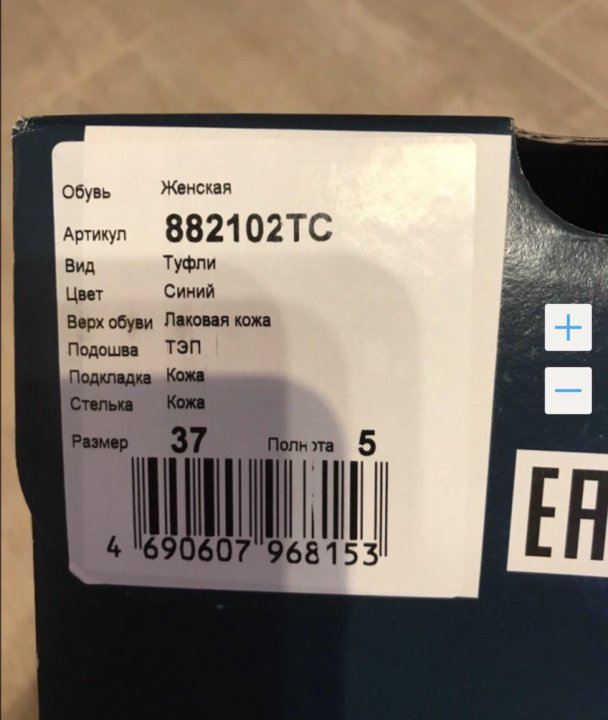 Обувь Женская
Артикул 882102ТС
Вид Туфли
Цвет Синий
Верх обуви Лаковая кожа
Подошва ТЭП
Подкладка Кожа
Стелька Кожа
Размер 37 Полнота 5
4 690607 968153
EA